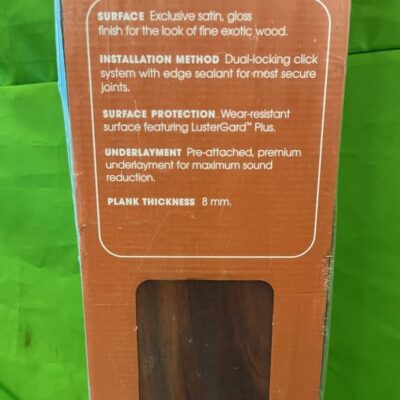 SURFACE Exclusive satin, gloss
finish for the look of fine exotic wood.
INSTALLATION METHOD Dual-locking click
system with edge sealant for most secure
joints.
SURFACE PROTECTION Wear-resistant
surface featuring LusterGard™ Plus.
UNDERLAYMENT Pre-attached, premium
underlayment for maximum sound
reduction.
PLANK THICKNESS 8 mm.